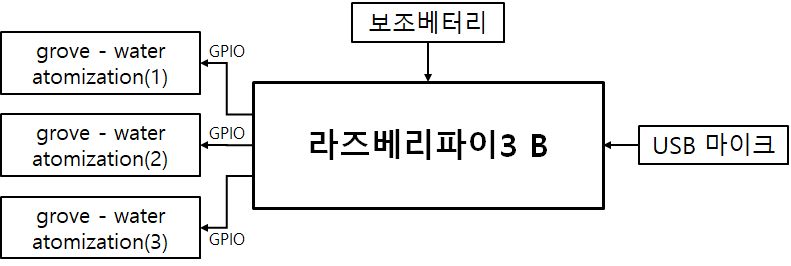 보조베터리
GPIO
grove - water
atomization(1)
GPIO
grove - water
atomization(2)
라즈베리파이3 B
USB 마이크
grove - water
atomization(3)
GPIO